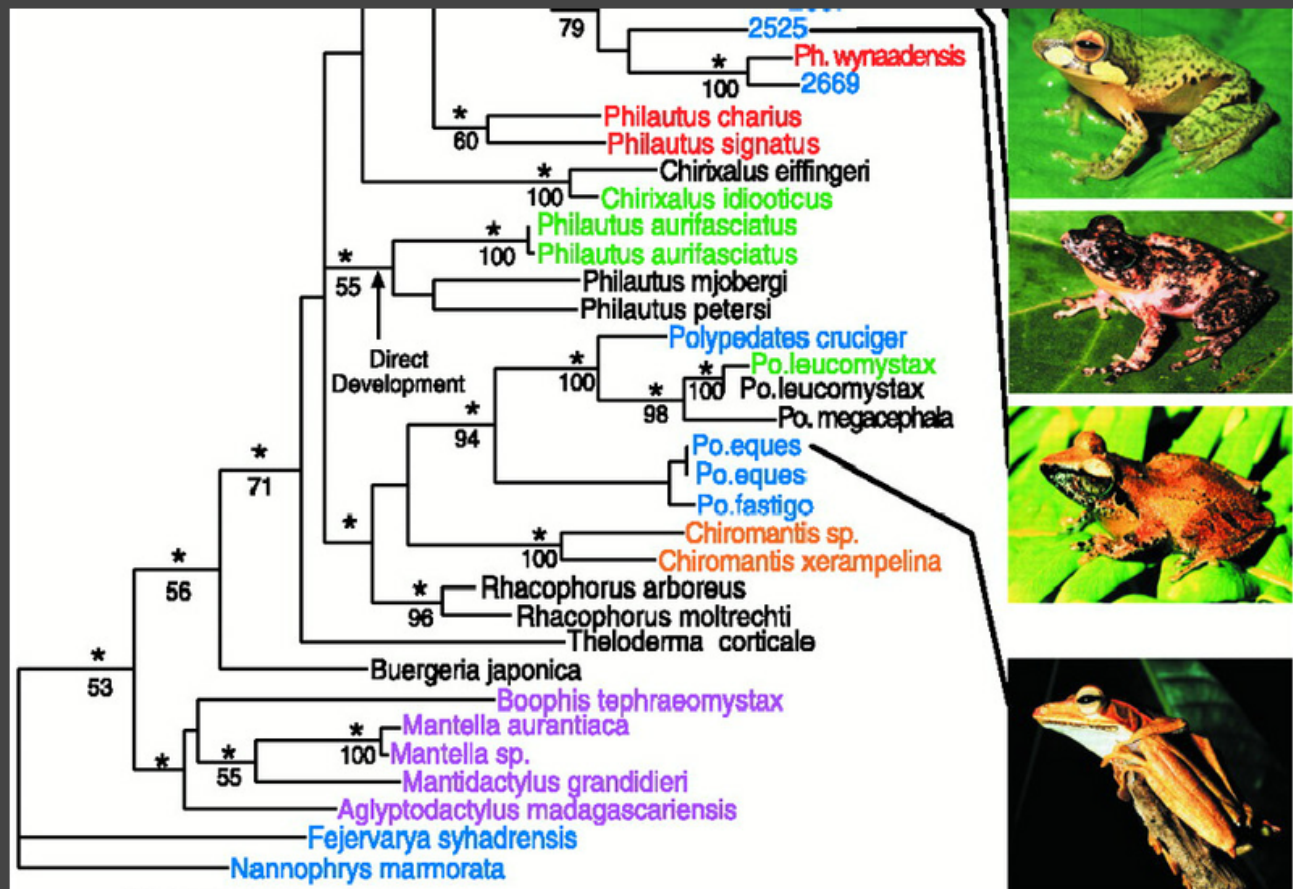 79
2525
* Ph. wynaadensis
100 2669
* Philautus charius
60 Philautus signatus
* Chirixalus eiffingeri
100 Chirixalus idiooticus
* Philautus aurifasciatus
100 Philautus aurifasciatus
* Philautus mjobergi
55
Philautus petersi
Direct
Development
Polypedates cruciger
* Po.leucomystax
100
* 100 Po.leucomystax
* 98 Po. megacephala
94
Po.eques
* Po.eques
71
Po.fastigo
* * Chiromantis sp.
100 Chiromantis xerampelina
* Rhacophorus arboreus
96 Rhacophorus moltrechti
* Theloderma corticale
56
* Buergeria japonica
53
Boophis tephraeomystax
* Mantella aurantiaca
* * 100 Mantella sp.
55 Mantidactylus grandidieri
Aglyptodactylus madagascariensis
Fejervarya syhadrensis
Nannophrys marmorata